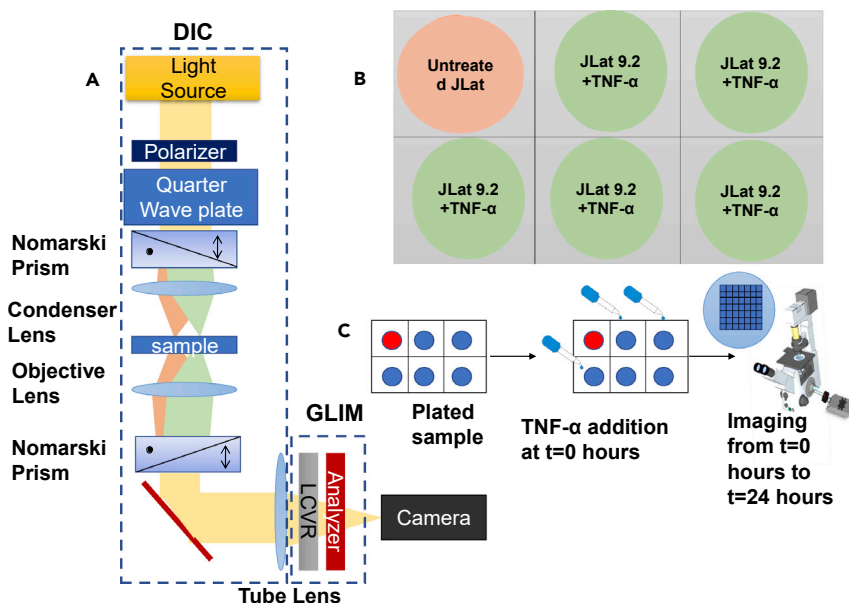 DIC
A
Light
Source
Polarizer
Quarter
Wave plate
Nomarski
Prism
Condenser
Lens
sample
Objective
Lens
Nomarski
Prism
GLIM
LCVR
Analyzer
Camera
Tube Lens
B
Untreate
d JLat
JLat 9.2
+TNF-α
JLat 9.2
+TNF-α
JLat 9.2
+TNF-α
JLat 9.2
+TNF-α
JLat 9.2
+TNF-α
C
Plated
sample
TNF-α addition
at t=0 hours
Imaging
from t=0
hours to
t=24 hours